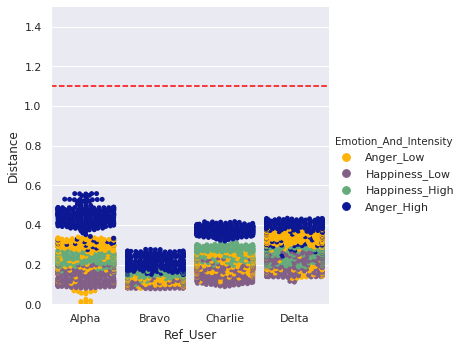 1.4
1.2
1.0
0.8
0.6
0.4
0.2
0.0
Distance
Alpha Bravo Charlie Delta
Ref_User
Emotion_And_Intensity
Anger_Low
Happiness_Low
Happiness_High
Anger_High